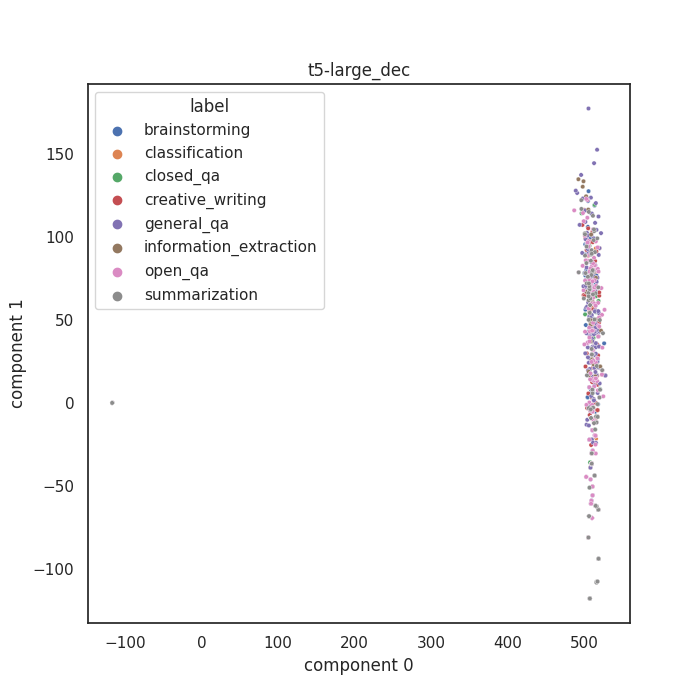 t5-large_dec
label
brainstorming
classification
closed_qa
creative_writing
general_qa
information_extraction
open_qa
summarization
150
100
50
0
−50
−100
component 1
−100 0 100 200 300 400 500
component 0